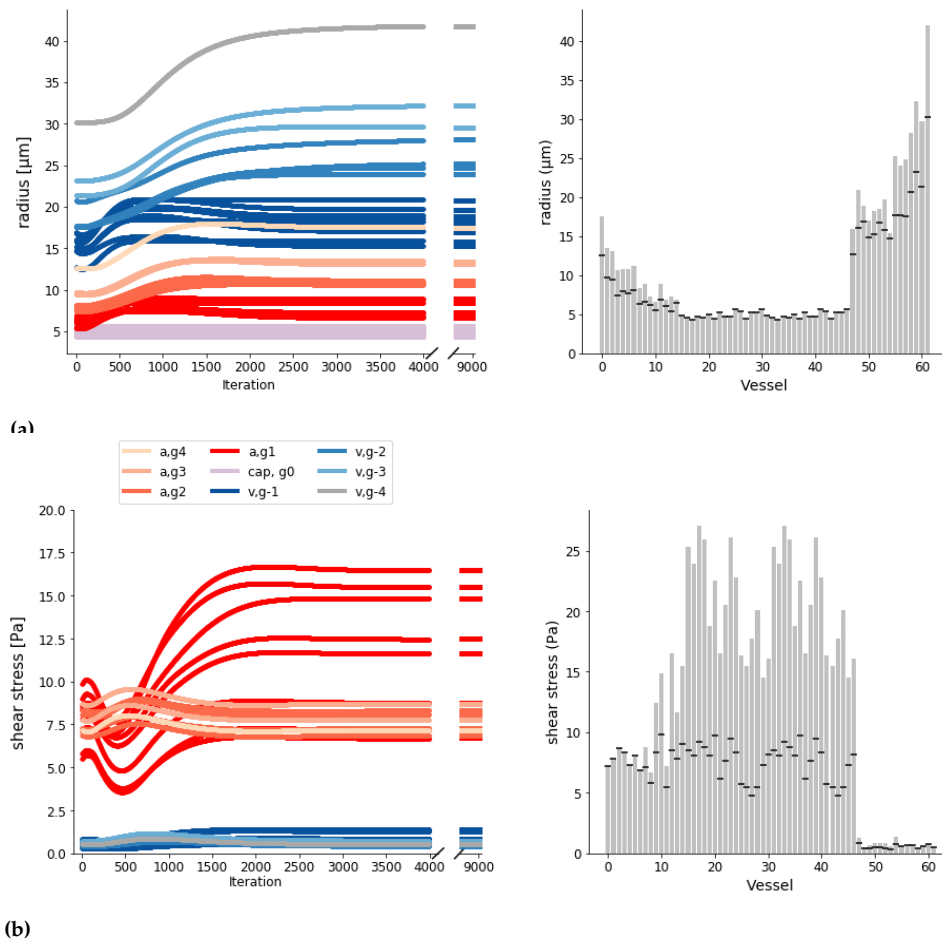 40
35
30
25
20
15
10
5
radius [μm]
0 500 1000 1500 2000 2500 3000 3500 4000 9000
Iteration
40
35
30
25
20
15
10
5
0
radius (μm)
0 10 20 30 40 50 60
Vessel
(a)
a,g4 a,g1 v,g-2
a,g3 cap, g0 v,g-3
a,g2 v,g-1 v,g-4
20.0
17.5
15.0
12.5
10.0
7.5
5.0
2.5
0.0
shear stress [Pa]
0 500 1000 1500 2000 2500 3000 3500 4000 9000
Iteration
25
20
15
10
5
0
shear stress (Pa)
0 10 20 30 40 50 60
Vessel
(b)